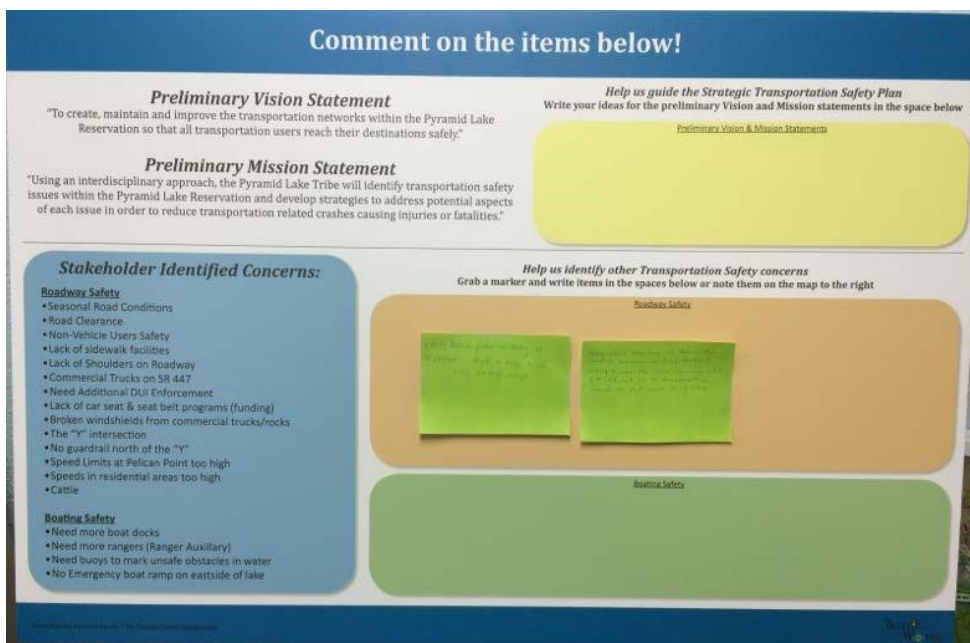 Comment on the items below!
Preliminary Vision Statement
"To create, maintain and improve the transportation networks within the Pyramid Lake
Reservation so that all transportation users reach their destinations safely."
Preliminary Mission Statement
"Using an interdisciplinary approach, the Pyramid Lake Tribe will identify transportation safety
issues within the Pyramid Lake Reservation and develop strategies to address potential aspects
of each issue in order to reduce transportation related crashes causing injuries or fatalities."
Help us guide the Strategic Transportation Safety Plan
Write your ideas for the preliminary Vision and Mission statements in the space below
Preliminary Vision & Mission Statements
Stakeholder Identified Concerns:
Roadway Safety
•Seasonal Road Conditions
•Road Clearance
•Non-Vehicle Users Safety
•Lack of sidewalk facilities
•Lack of Shoulders on Roadway
•Commercial Trucks on SR 447
•Need Additional DUI Enforcement
•Lack of car seat & seat belt programs (funding)
•Broken windshields from commercial trucks/rocks
•The "Y" intersection
•No guardrail north of the "Y"
•Speed Limits at Pelican Point too high
•Speeds in residential areas too high
•Cattle
Boating Safety
•Need more boat docks
•Need more rangers (Ranger Auxillary)
•Need buoys to mark unsafe obstacles in water
•No Emergency boat ramp on eastside of lake
Help us identify other Transportation Safety concerns
Grab a marker and write items in the spaces below or note them on the map to the right
Roadway Safety
Boating Safety